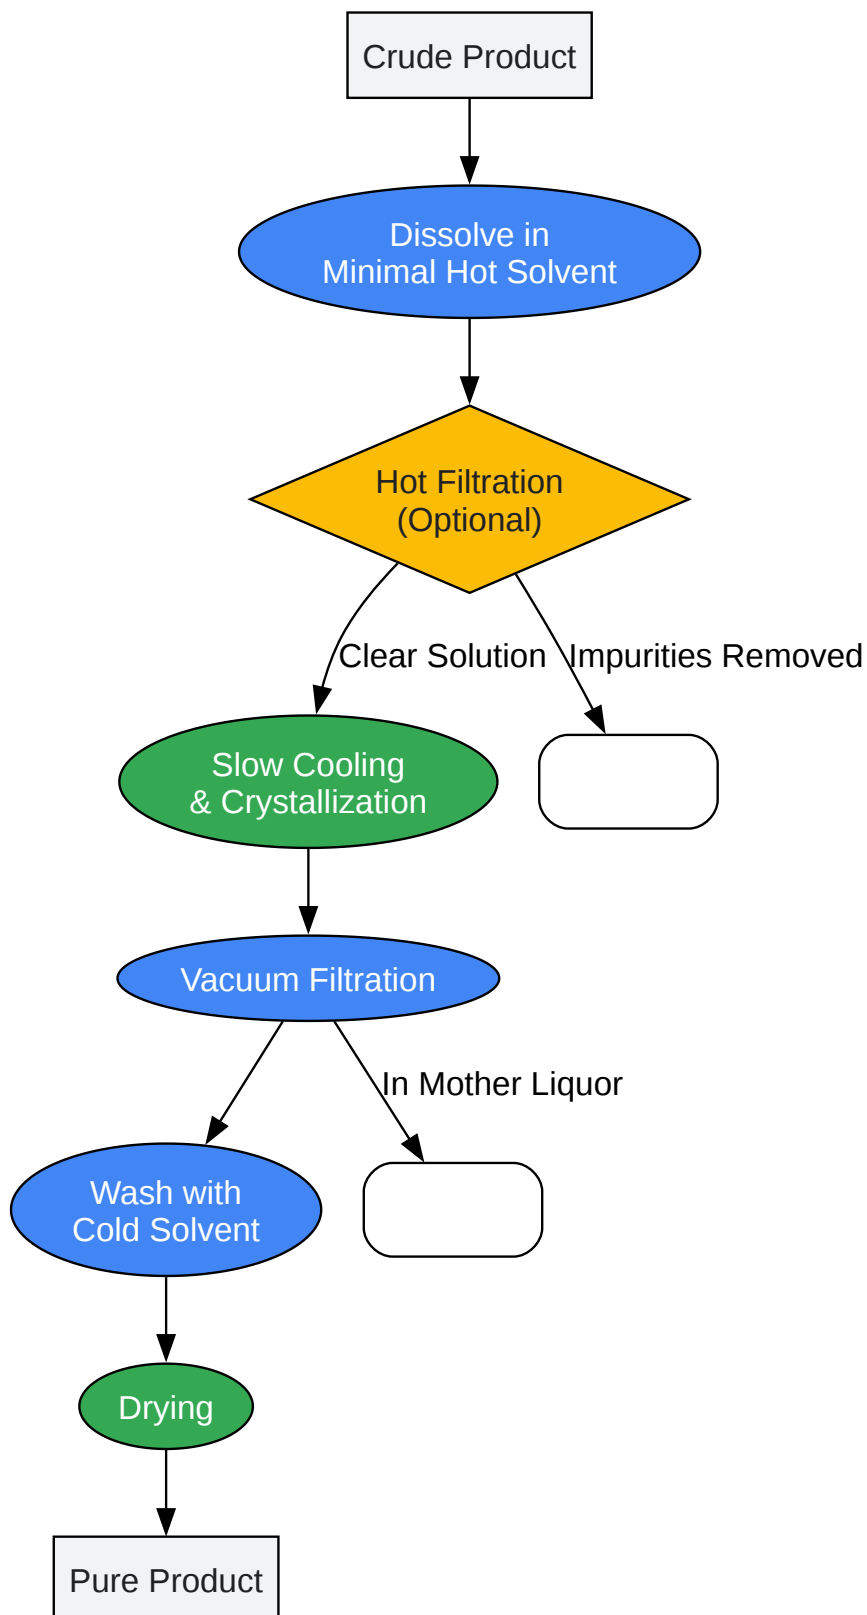 Crude Product
Dissolve in
Minimal Hot Solvent
Hot Filtration
(Optional)
Clear Solution
Impurities Removed
Slow Cooling
& Crystallization
Vacuum Filtration
In Mother Liquor
Wash with
Cold Solvent
Drying
Pure Product